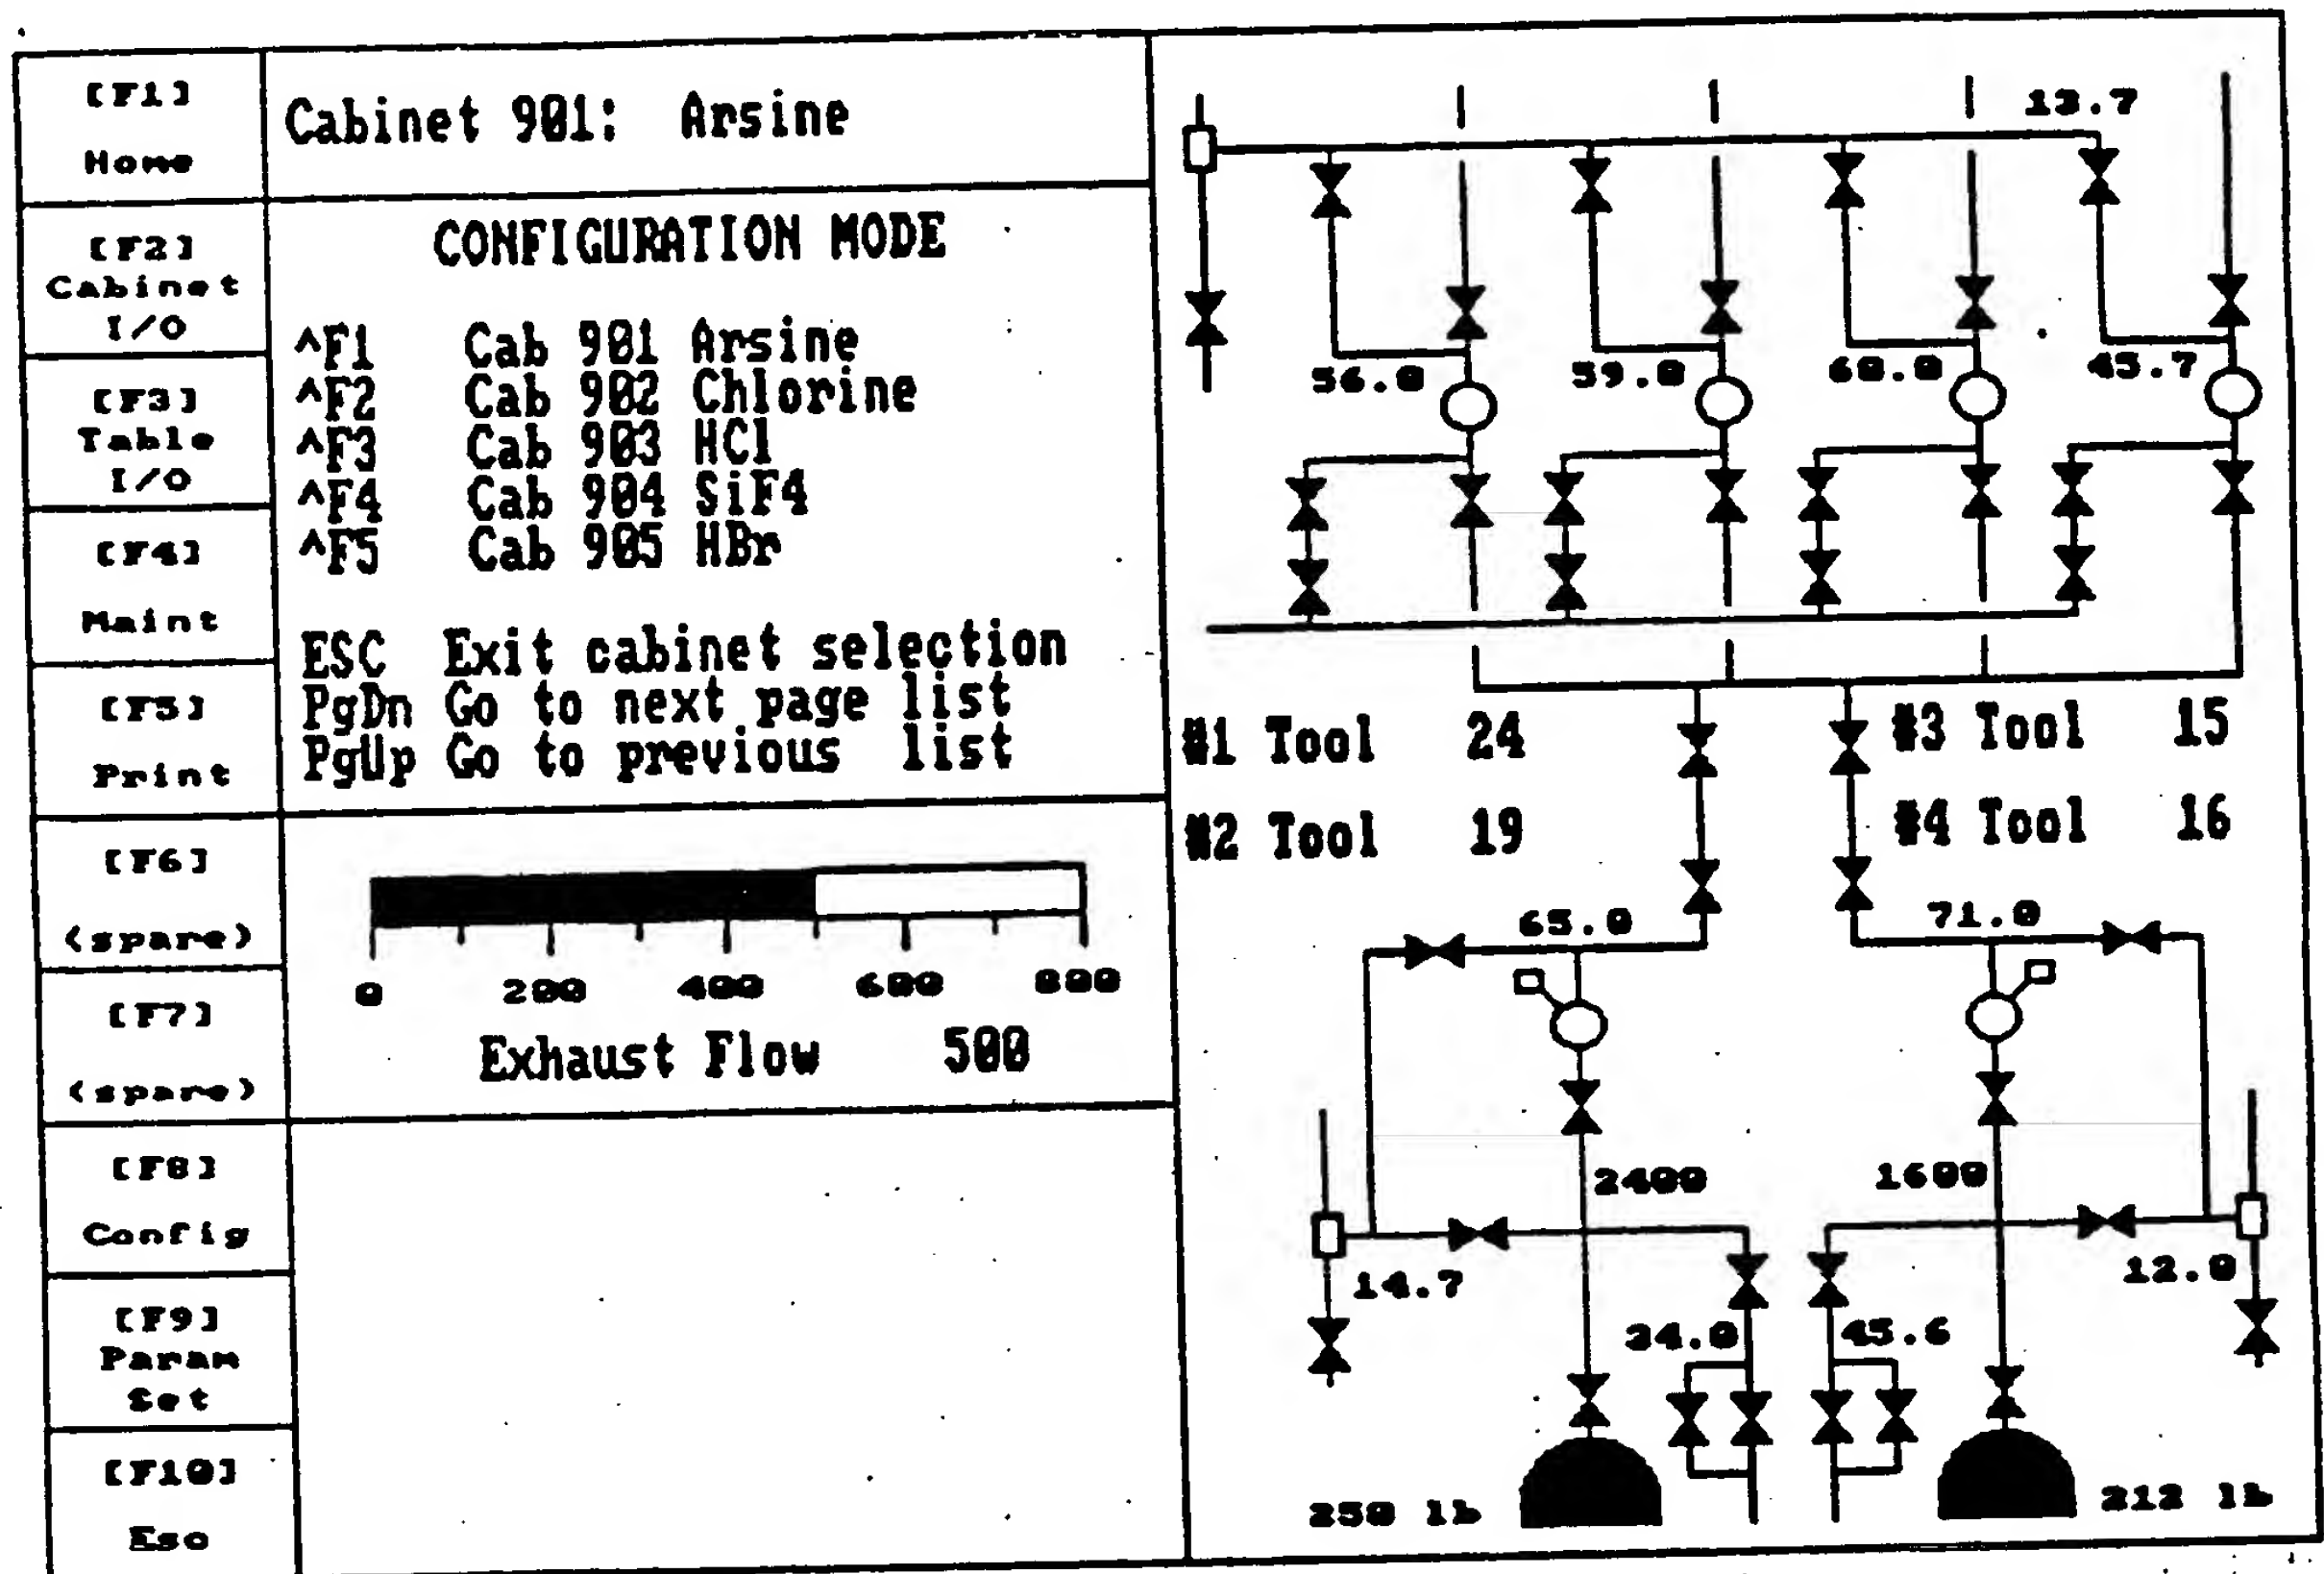 [F1]
Home
[F2]
Cabinet
I/O
[F3]
Table
I/O
[F4]
Maint
[F5]
Print
[F6]
(spare)
[F7]
(spare)
[F8]
Config
[F9]
Param
Set
[F10]
Esc
Cabinet 901: Arsine
CONFIGURATION MODE
^F1 Cab 901 Arsine
^F2 Cab 902 Chlorine
^F3 Cab 903 HCl
^F4 Cab 904 SiF4
^F5 Cab 905 HBr
ESC Exit cabinet selection
PgDn Go to next page list
PgUp Go to previous list
0 200 400 600 800
Exhaust Flow 500
13.7
56.0 59.0 60.0 45.7
#1 Tool 24 #3 Tool 15
#2 Tool 19 #4 Tool 16
65.0 71.0
2400 1600
14.7 12.0
34.0 45.6
250 lb 212 lb